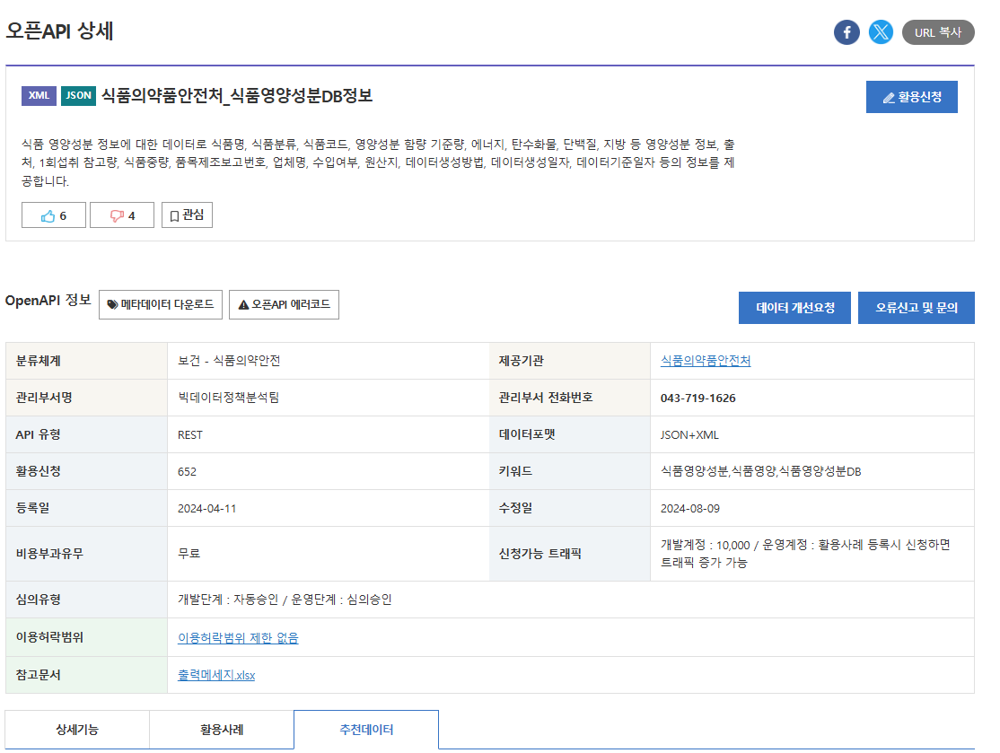 오픈API 상세
URL 복사
XML JSON 식품의약품안전처_식품영양성분DB정보
활용신청
식품 영양성분 정보에 대한 데이터로 식품명, 식품분류, 식품코드, 영양성분 함량 기준량, 에너지, 탄수화물, 단백질, 지방 등 영양성분 정보, 출
처, 1회섭취 참고량, 식품중량, 품목제조보고번호, 업체명, 수입여부, 원산지, 데이터생성방법, 데이터생성일자, 데이터기준일자 등의 정보를 제
공합니다.
6 4 관심
OpenAPI 정보 메타데이터 다운로드 오픈API 에러코드 데이터 개선요청 오류신고 및 문의
분류체계 보건 - 식품의약안전 제공기관 식품의약품안전처
관리부서명 빅데이터정책분석팀 관리부서 전화번호 043-719-1626
API 유형 REST 데이터포맷 JSON+XML
활용신청 652 키워드 식품영양성분,식품영양,식품영양성분DB
등록일 2024-04-11 수정일 2024-08-09
비용부과유무 무료 신청가능 트래픽 개발계정 : 10,000 / 운영계정 : 활용사례 등록시 신청하면
트래픽 증가 가능
심의유형 개발단계 : 자동승인 / 운영단계 : 심의승인
이용허락범위 이용허락범위 제한 없음
참고문서 출력메세지.xlsx
상세기능 활용사례 추천데이터